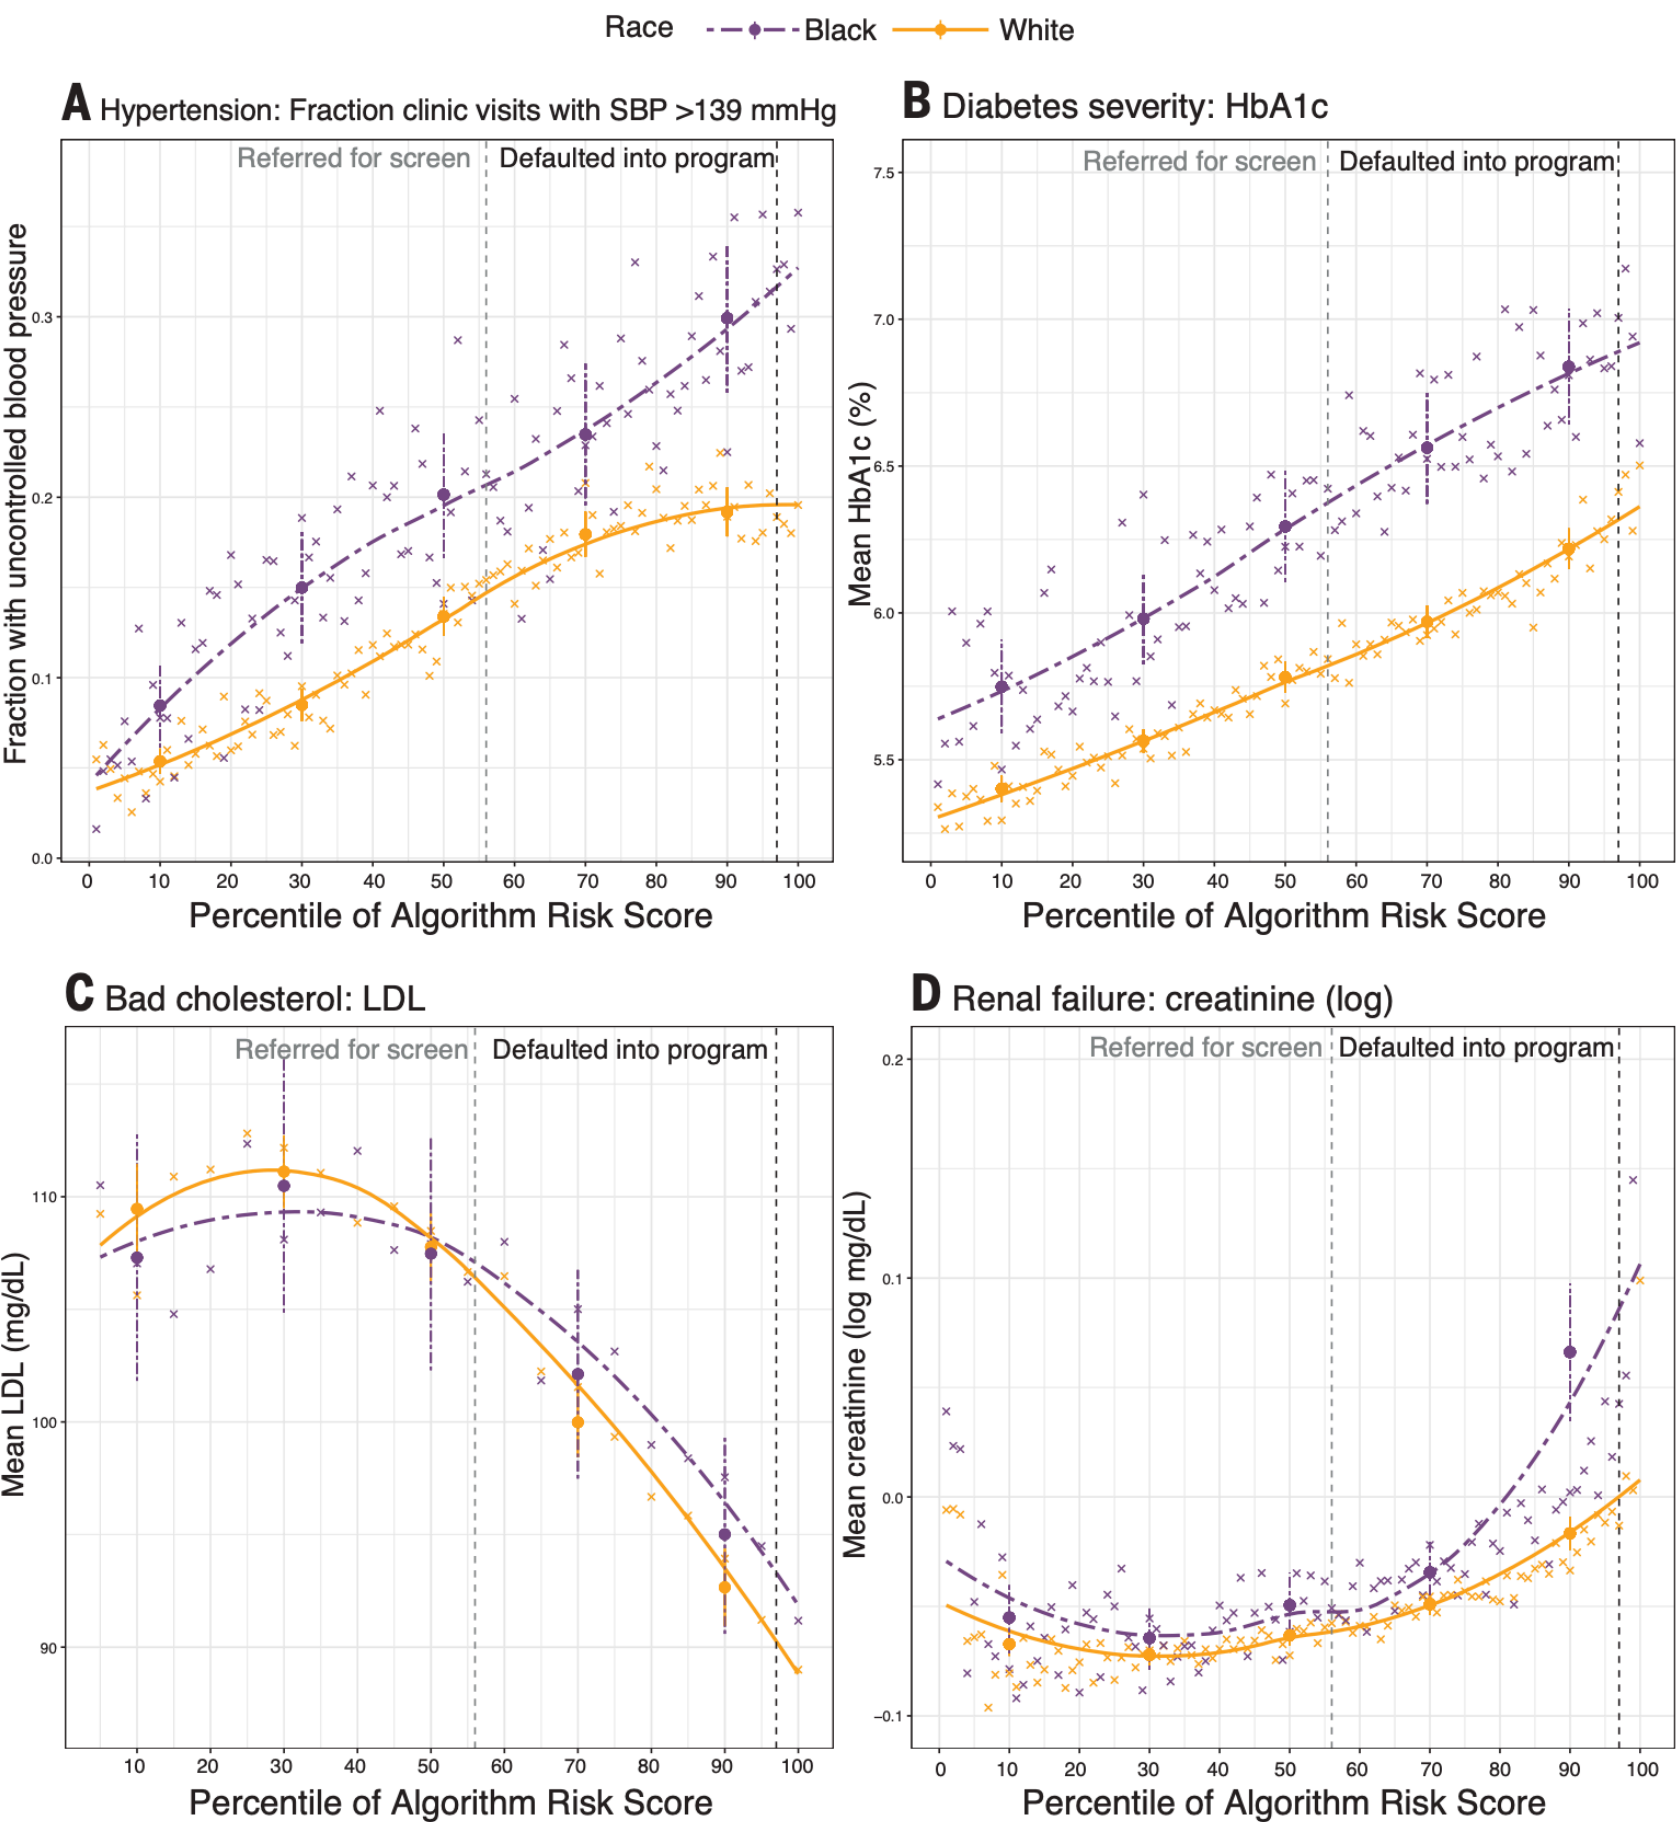 Race Black White
A Hypertension: Fraction clinic visits with SBP >139 mmHg
Referred for screen Defaulted into program
Fraction with uncontrolled blood pressure
0.3
0.2
0.1
0.0
0 10 20 30 40 50 60 70 80 90 100
Percentile of Algorithm Risk Score
B Diabetes severity: HbA1c
Referred for screen Defaulted into program
Mean HbA1c (%)
7.5
7.0
6.5
6.0
5.5
0 10 20 30 40 50 60 70 80 90 100
Percentile of Algorithm Risk Score
C Bad cholesterol: LDL
Referred for screen Defaulted into program
Mean LDL (mg/dL)
110
100
90
10 20 30 40 50 60 70 80 90 100
Percentile of Algorithm Risk Score
D Renal failure: creatinine (log)
Referred for screen Defaulted into program
Mean creatinine (log mg/dL)
0.2
0.1
0.0
−0.1
0 10 20 30 40 50 60 70 80 90 100
Percentile of Algorithm Risk Score